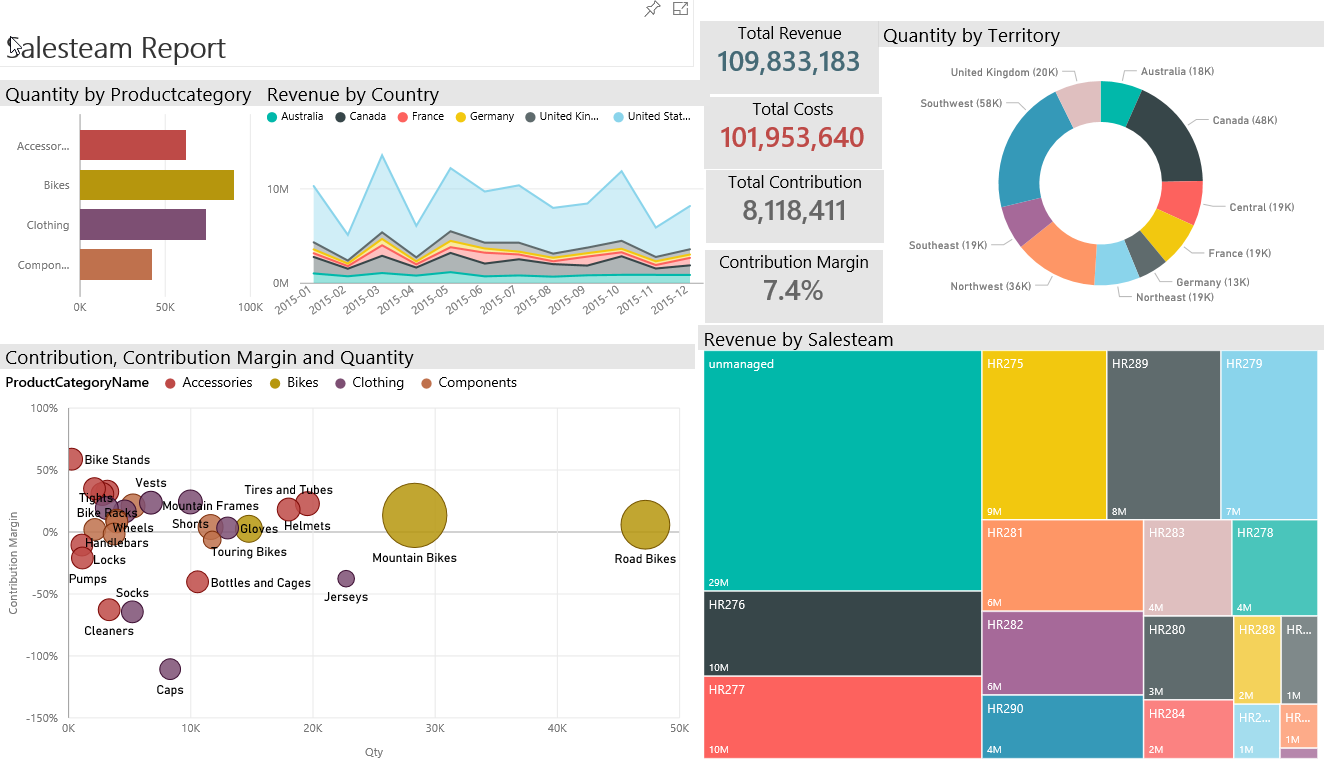 Salesteam Report
Quantity by Productcategory
Accessor...
Bikes
Clothing
Compon...
0K 50K 100K
Revenue by Country
Australia Canada France Germany United Kin... United Stat...
10M
0M
2015-01 2015-02 2015-03 2015-04 2015-05 2015-06 2015-07 2015-08 2015-09 2015-10 2015-11 2015-12
Total Revenue
109,833,183
Total Costs
101,953,640
Total Contribution
8,118,411
Contribution Margin
7.4%
Quantity by Territory
United Kingdom (20K)
Australia (18K)
Southwest (58K)
Canada (48K)
Central (19K)
Southeast (19K)
France (19K)
Northwest (36K)
Germany (13K)
Northeast (19K)
Contribution, Contribution Margin and Quantity
ProductCategoryName Accessories Bikes Clothing Components
Contribution Margin
100%
50%
0%
-50%
-100%
-150%
Bike Stands
Vests
Tires and Tubes
Tights
Mountain Frames
Bike Racks
Shorts
Helmets
Wheels
Gloves
Handlebars
Touring Bikes
Mountain Bikes
Road Bikes
Locks
Pumps
Bottles and Cages
Socks
Jerseys
Cleaners
Caps
0K 10K 20K 30K 40K 50K
Qty
Revenue by Salesteam
unmanaged
29M
HR276
10M
HR277
10M
HR275
9M
HR289
8M
HR279
7M
HR281
6M
HR282
6M
HR290
4M
HR283
4M
HR278
4M
HR280
3M
HR284
2M
HR288
2M
HR...
1M
HR2...
1M
HR...
1M